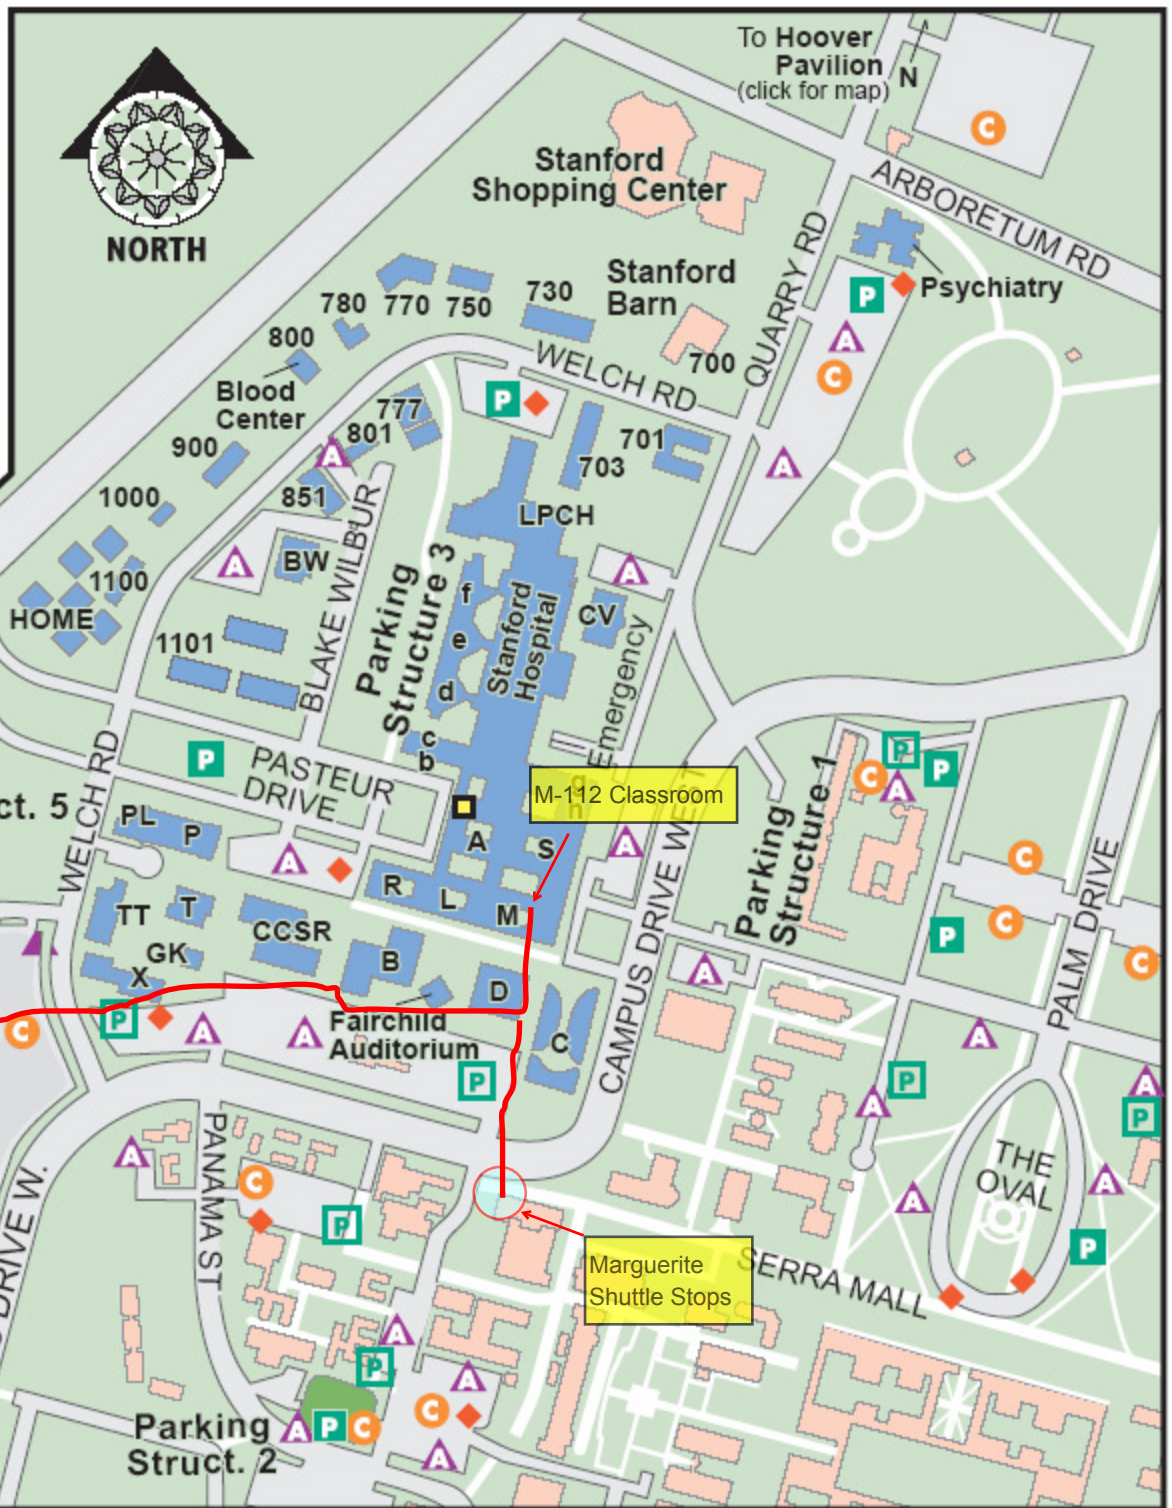 To Hoover
Pavilion
(click for map)
N
C
NORTH
Stanford
Shopping Center
ARBORETUM RD
QUARRY RD
Psychiatry
P
A
C
Stanford
Barn
780
770
750
730
700
800
Blood
Center
WELCH RD
P
777
801
A
701
703
A
900
851
1000
LPCH
BLAKE WILBUR
A
BW
1100
HOME
1101
Parking
Structure 3
f
e
d
c
b
Stanford
Hospital
A
CV
Emergency
P
PASTEUR
DRIVE
WELCH RD
ct. 5
PL
P
A
g
h
M-112 Classroom
A
S
A
R
L
M
CAMPUS DRIVE WEST
Parking
Structure 1
P
P
C
A
C
C
P
C
PALM DRIVE
TT
T
CCSR
GK
X
B
D
C
A
P
C
A
A
Fairchild
Auditorium
P
A
P
A
A
P
THE
OVAL
A
A
P
PANAMA ST
A
C
P
DRIVE W.
Marguerite
Shuttle Stops
SERRA MALL
A
P
Parking
Struct. 2
A
P
C
C
A
A